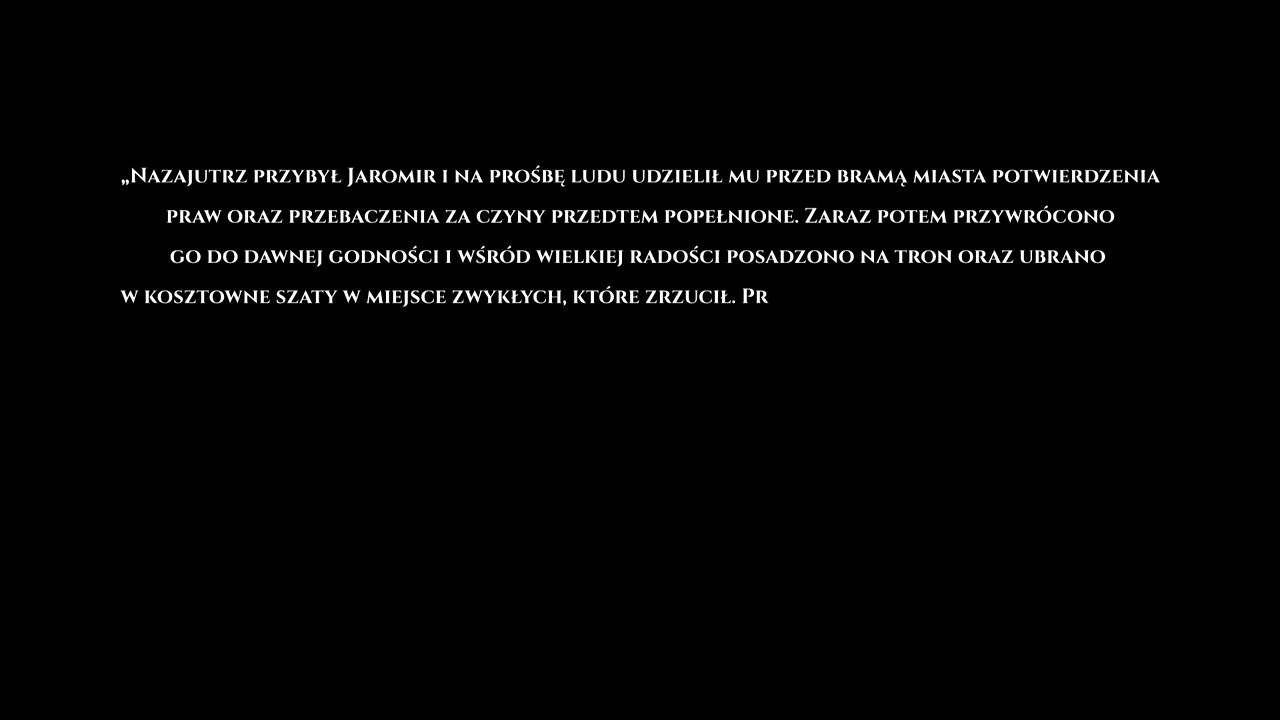 „Nazajutrz przybył Jaromir i na prośbę ludu udzielił mu przed bramą miasta potwierdzenia
praw oraz przebaczenia za czyny przedtem popełnione. Zaraz potem przywrócono
go do dawnej godności i wśród wielkiej radości posadzono na tron oraz ubrano
w kosztowne szaty w miejsce zwykłych, które zrzucił. Pr